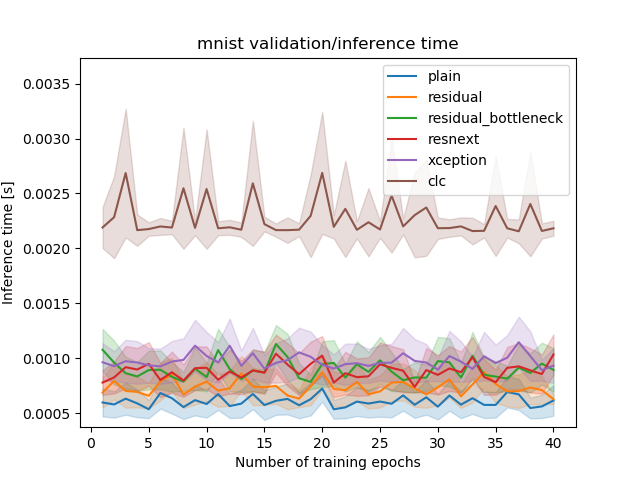 mnist validation/inference time
Inference time [s]
0.0035
0.0030
0.0025
0.0020
0.0015
0.0010
0.0005
plain
residual
residual_bottleneck
resnext
xception
clc
0 5 10 15 20 25 30 35 40
Number of training epochs